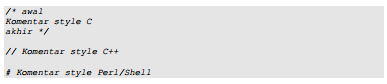 /* awal
Komentar style C
akhir */
// Komentar style C++
# Komentar style Perl/Shell